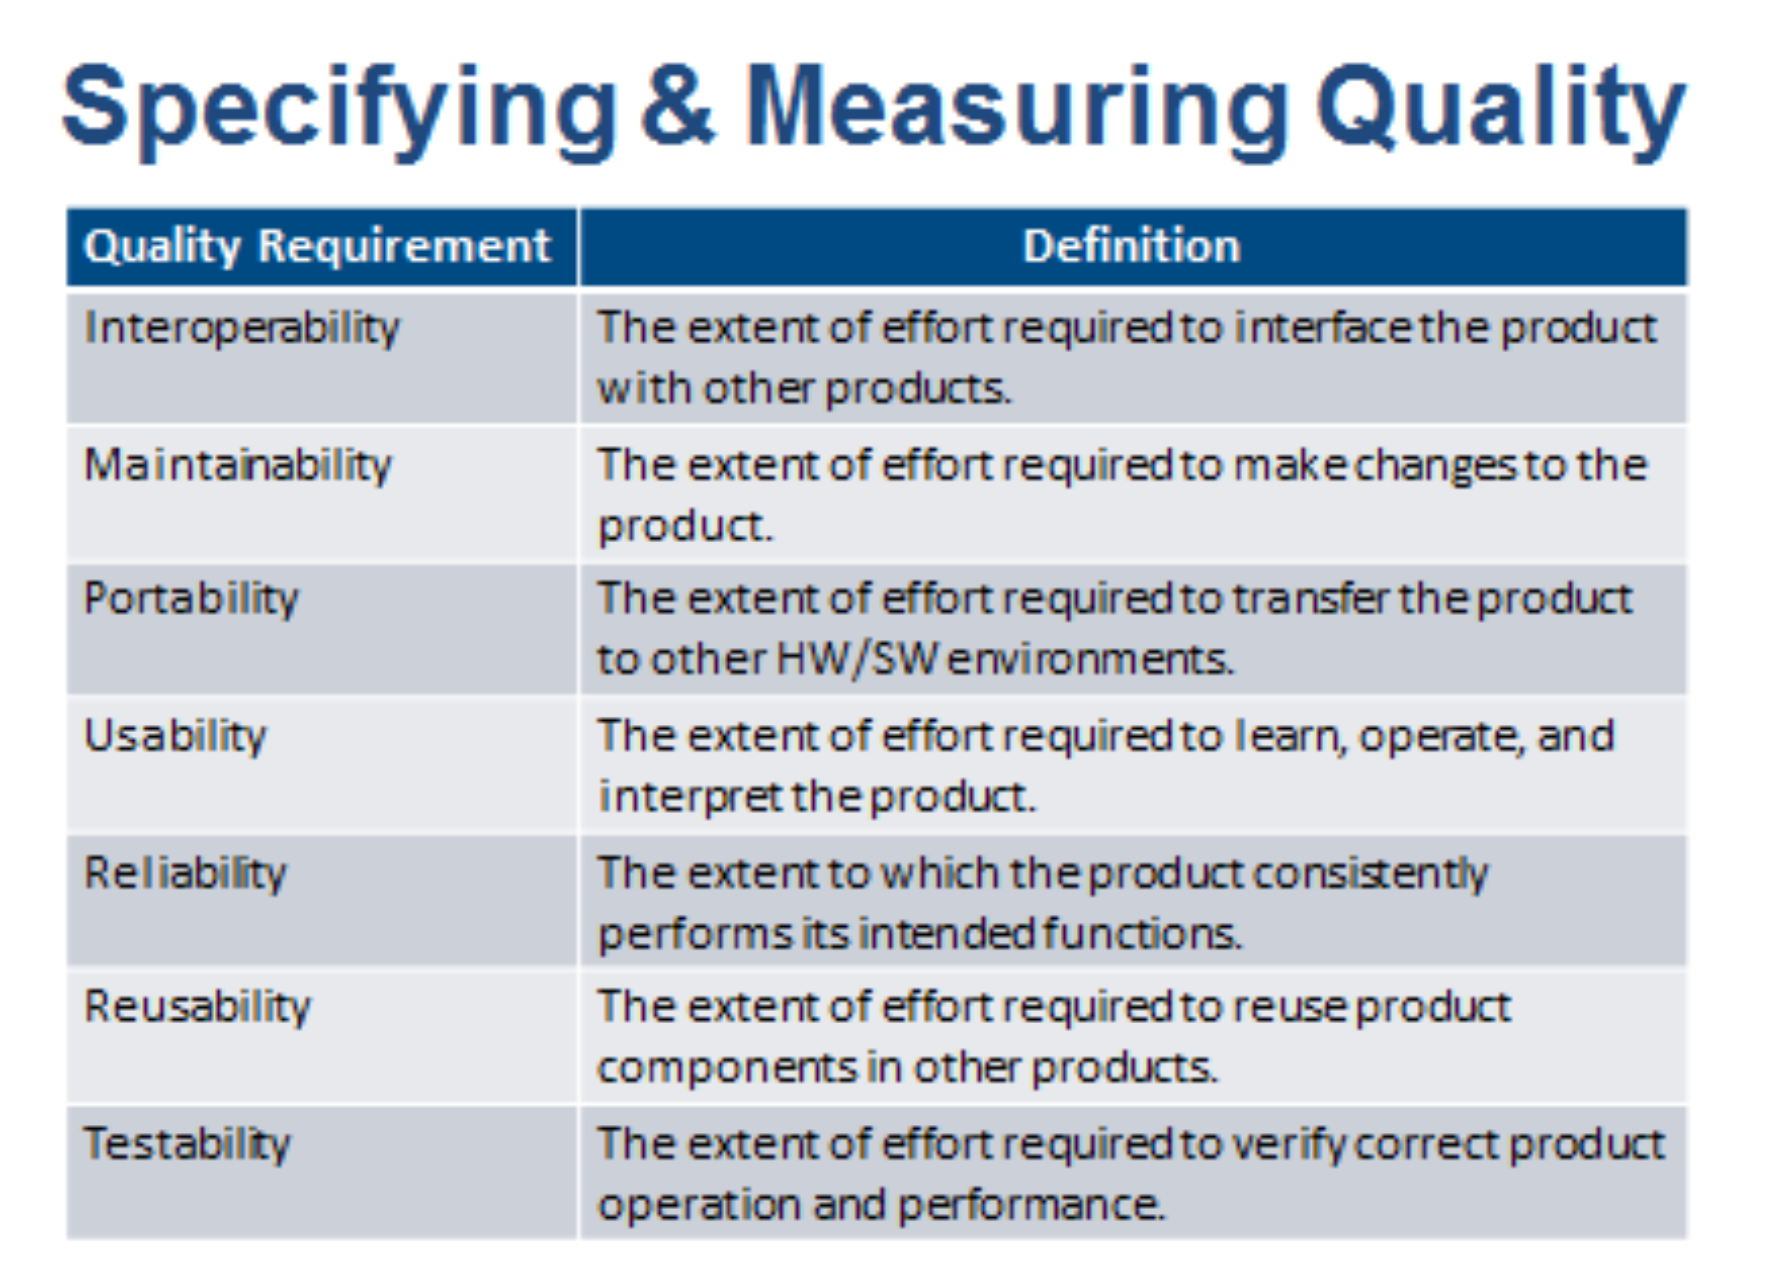 Specifying & Measuring Quality
Quality Requirement
Definition
Interoperability
The extent of effort required to interface the product
with other products.
Maintainability
The extent of effort required to make changes to the
product.
Portability
The extent of effort required to transfer the product
to other HW/SW environments.
Usability
The extent of effort required to learn, operate, and
interpret the product.
Reliability
The extent to which the product consistently
performs its intended functions.
Reusability
The extent of effort required to reuse product
components in other products.
Testability
The extent of effort required to verify correct product
operation and performance.